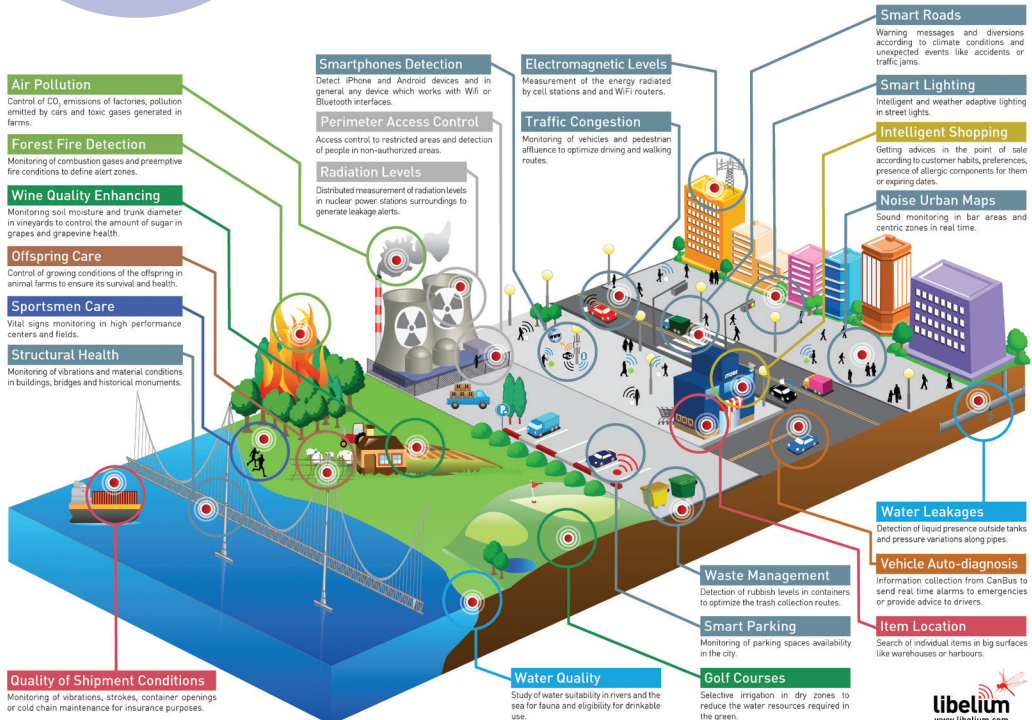 Air Pollution
Control of CO₂ emissions of factories, pollution
emitted by cars and toxic gases generated in
farms.
Forest Fire Detection
Monitoring of combustion gases and preemptive
fire conditions to define alert zones.
Wine Quality Enhancing
Monitoring soil moisture and trunk diameter
in vineyards to control the amount of sugar in
grapes and grapevine health.
Offspring Care
Control of growing conditions of the offspring in
animal farms to ensure its survival and health.
Sportsmen Care
Vital signs monitoring in high performance
centers and fields.
Structural Health
Monitoring of vibrations and material conditions
in buildings, bridges and historical monuments.
Quality of Shipment Conditions
Monitoring of vibrations, strokes, container openings
or cold chain maintenance for insurance purposes.
Smartphones Detection
Detect iPhone and Android devices and in
general any device which works with Wifi or
Bluetooth interfaces.
Perimeter Access Control
Access control to restricted areas and detection
of people in non-authorized areas.
Radiation Levels
Distributed measurement of radiation levels
in nuclear power stations surroundings to
generate leakage alerts.
Electromagnetic Levels
Measurement of the energy radiated
by cell stations and and WiFi routers.
Traffic Congestion
Monitoring of vehicles and pedestrian
affluence to optimize driving and walking
routes.
Smart Roads
Warning messages and diversions
according to climate conditions and
unexpected events like accidents or
traffic jams.
Smart Lighting
Intelligent and weather adaptive lighting
in street lights.
Intelligent Shopping
Getting advices in the point of sale
according to customer habits, preferences,
presence of allergic components for them
or expiring dates.
Noise Urban Maps
Sound monitoring in bar areas and
centric zones in real time.
STORE
P
Water Leakages
Detection of liquid presence outside tanks
and pressure variations along pipes.
Vehicle Auto-diagnosis
Information collection from CanBus to
send real time alarms to emergencies
or provide advice to drivers.
Item Location
Search of individual items in big surfaces
like warehouses or harbours.
Waste Management
Detection of rubbish levels in containers
to optimize the trash collection routes.
Smart Parking
Monitoring of parking spaces availability
in the city.
Golf Courses
Selective irrigation in dry zones to
reduce the water resources required in
the green.
Water Quality
Study of water suitability in rivers and the
sea for fauna and eligibility for drinkable
use.
libelium
www.libelium.com